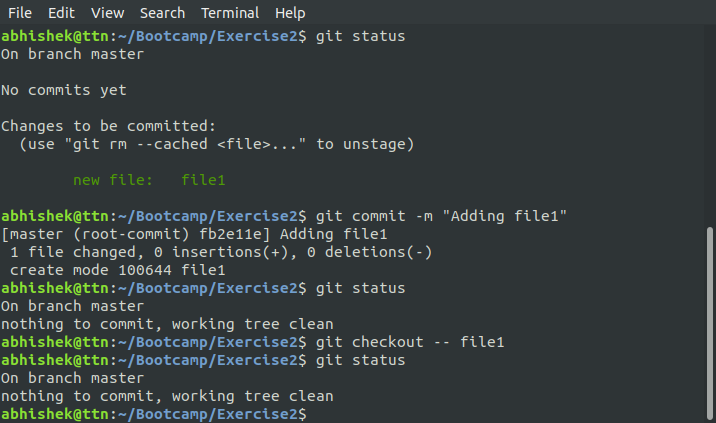 File Edit View Search Terminal Help
abhishek@ttn:~/Bootcamp/Exercise2$ git status
On branch master
No commits yet
Changes to be committed:
  (use "git rm --cached <file>..." to unstage)
        new file:   file1
abhishek@ttn:~/Bootcamp/Exercise2$ git commit -m "Adding file1"
[master (root-commit) fb2e11e] Adding file1
 1 file changed, 0 insertions(+), 0 deletions(-)
 create mode 100644 file1
abhishek@ttn:~/Bootcamp/Exercise2$ git status
On branch master
nothing to commit, working tree clean
abhishek@ttn:~/Bootcamp/Exercise2$ git checkout -- file1
abhishek@ttn:~/Bootcamp/Exercise2$ git status
On branch master
nothing to commit, working tree clean
abhishek@ttn:~/Bootcamp/Exercise2$